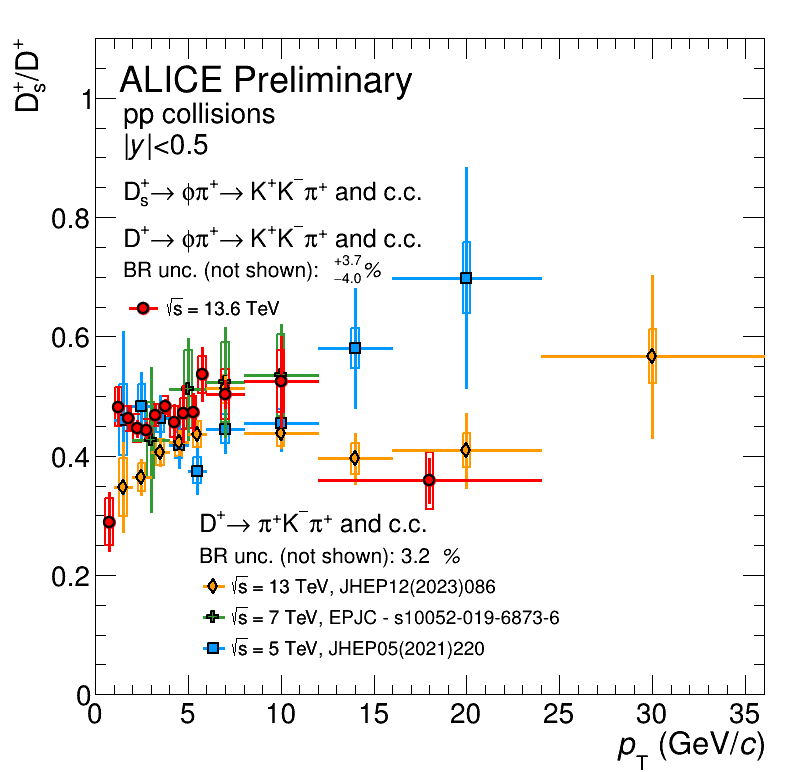 D_s^+/D^+
1
0.8
0.6
0.4
0.2
0
ALICE Preliminary
pp collisions
|y|<0.5
D_s^+→ ϕπ^+→ K^+K^−π^+ and c.c.
D^+→ ϕπ^+→ K^+K^−π^+ and c.c.
BR unc. (not shown): ^{+3.7}_{−4.0}%
√s = 13.6 TeV
D^+→ π^+K^−π^+ and c.c.
BR unc. (not shown): 3.2 %
√s = 13 TeV, JHEP12(2023)086
√s = 7 TeV, EPJC - s10052-019-6873-6
√s = 5 TeV, JHEP05(2021)220
0 5 10 15 20 25 30 35
p_T (GeV/c)